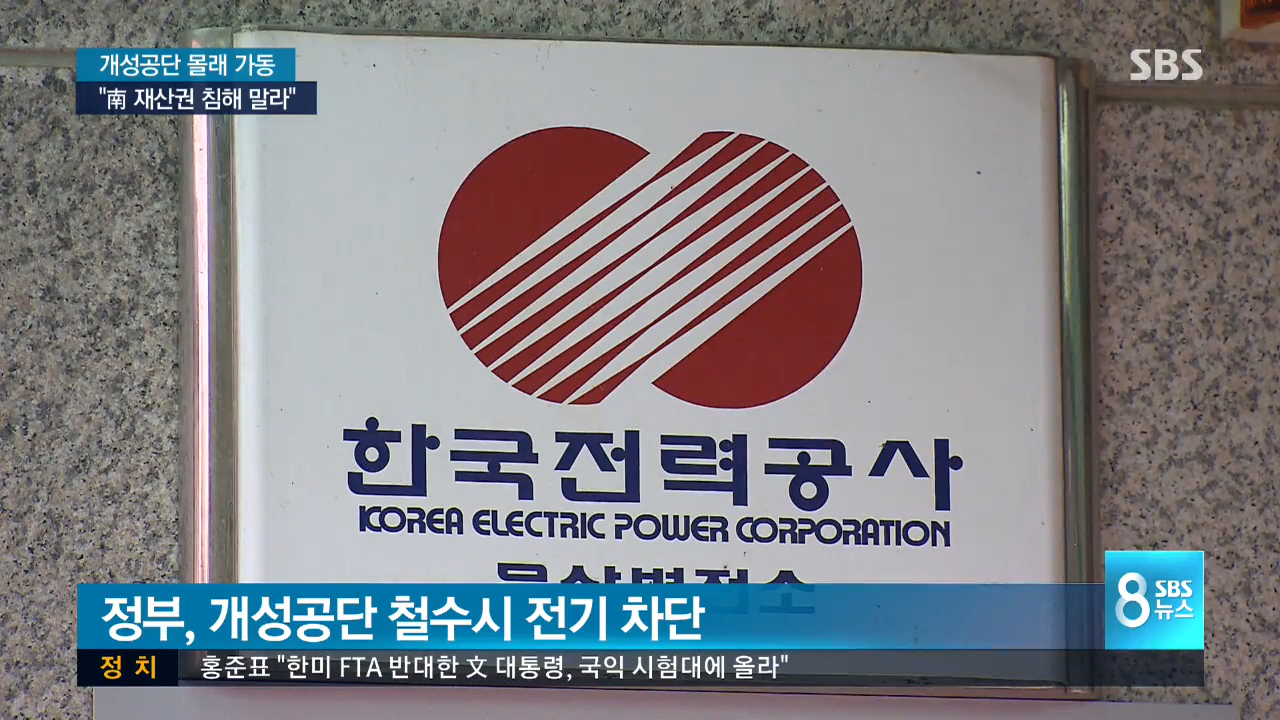 개성공단 몰래 가동
"南 재산권 침해 말라"
SBS
한국전력공사
KOREA ELECTRIC POWER CORPORATION
정부, 개성공단 철수시 전기 차단
8 SBS 뉴스
정치 홍준표 "한미 FTA 반대한 文 대통령, 국익 시험대에 올라"